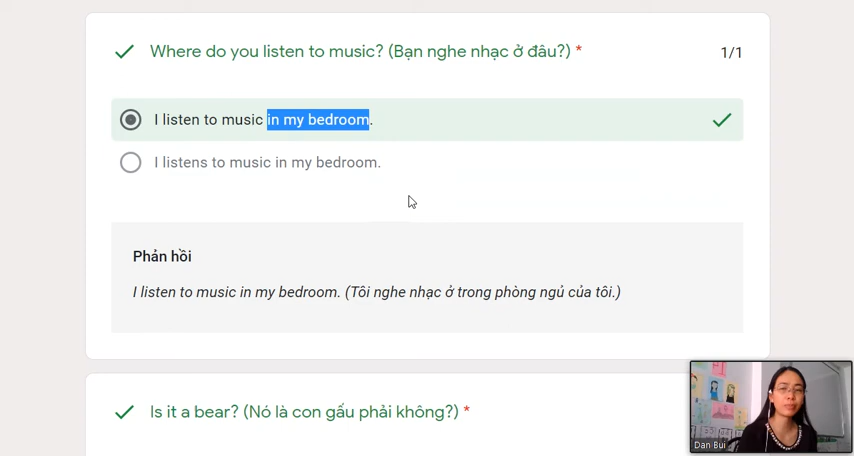 Where do you listen to music? (Bạn nghe nhạc ở đâu?) *
1/1
I listen to music in my bedroom.
I listens to music in my bedroom.
Phản hồi
I listen to music in my bedroom. (Tôi nghe nhạc ở trong phòng ngủ của tôi.)
Is it a bear? (Nó là con gấu phải không?) *
Dan Bui